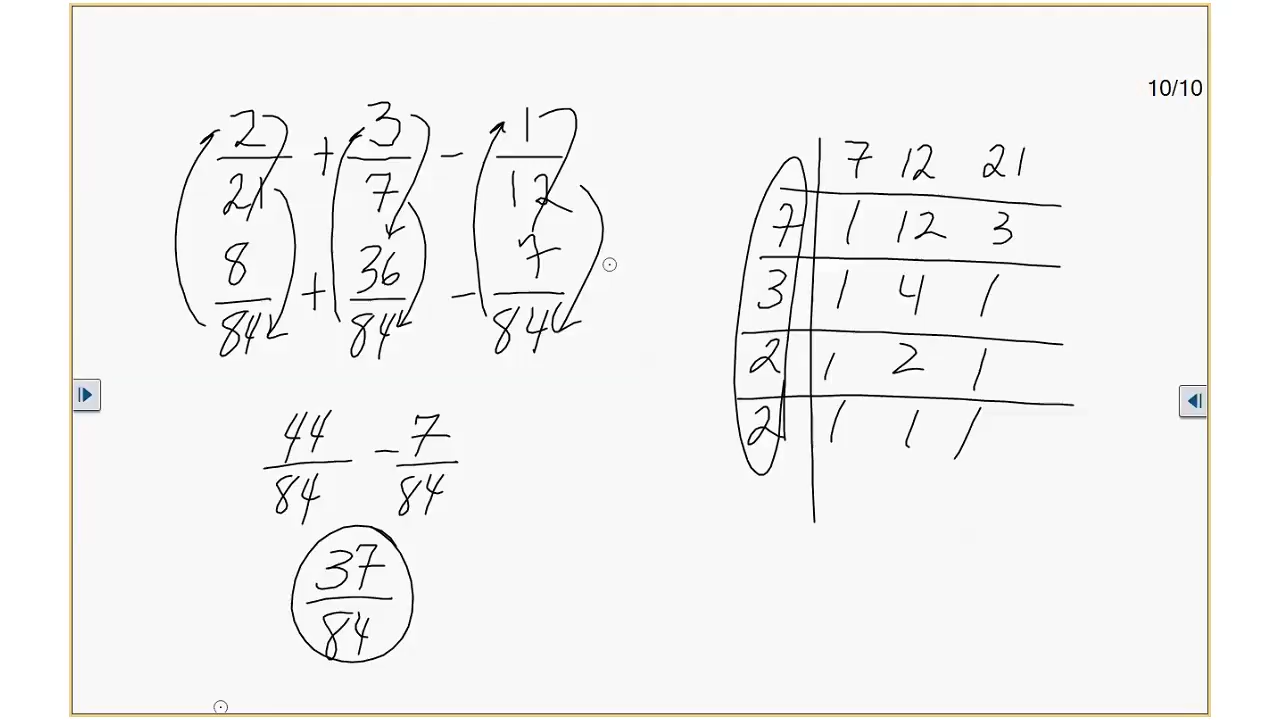 10/10
2/21 + 3/7 - 1/12
8/84 + 36/84 - 7/84
44/84 - 7/84
37/84
7 12 21
7 1 12 3
3 1 4 1
2 1 2 1
2 1 1 1